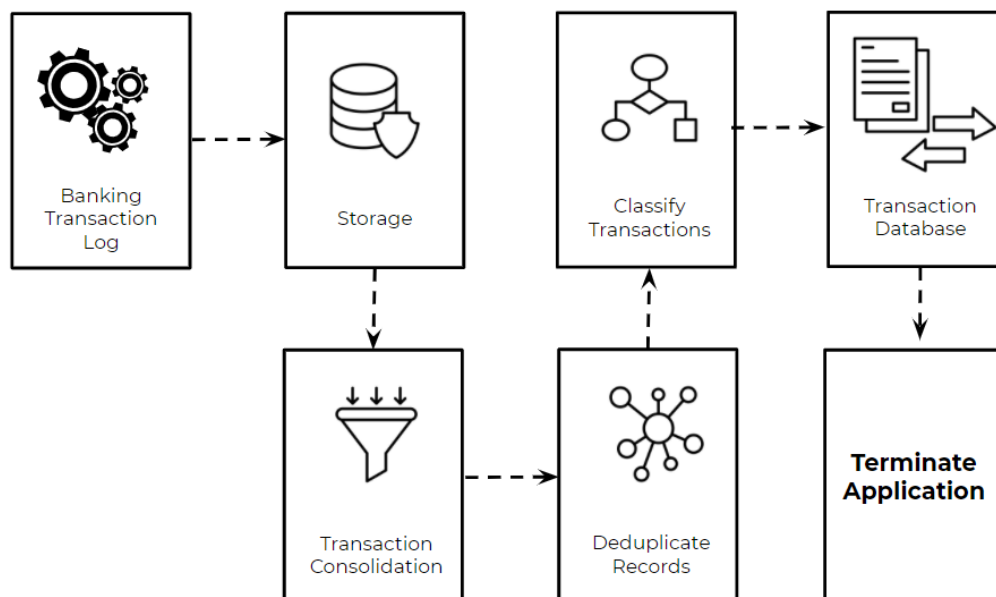 Banking
Transaction
Log
Storage
Classify
Transactions
Transaction
Database
Transaction
Consolidation
Deduplicate
Records
Terminate
Application